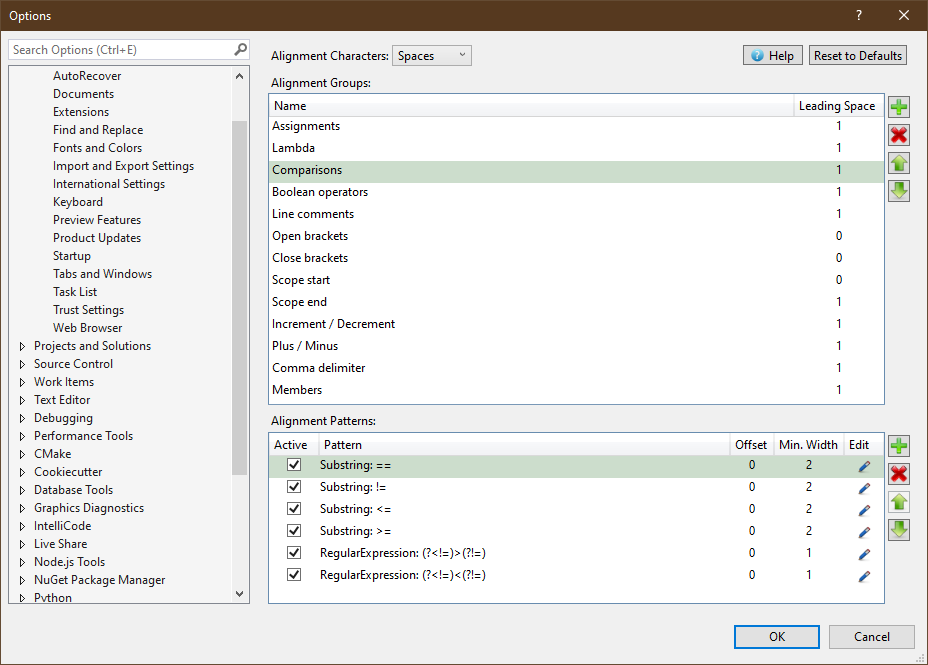 Options
?
Search Options (Ctrl+E)
AutoRecover
Documents
Extensions
Find and Replace
Fonts and Colors
Import and Export Settings
International Settings
Keyboard
Preview Features
Product Updates
Startup
Tabs and Windows
Task List
Trust Settings
Web Browser
Projects and Solutions
Source Control
Work Items
Text Editor
Debugging
Performance Tools
CMake
Cookiecutter
Database Tools
Graphics Diagnostics
IntelliCode
Live Share
Node.js Tools
NuGet Package Manager
Python
Alignment Characters: Spaces
? Help Reset to Defaults
Alignment Groups:
Name Leading Space
Assignments 1
Lambda 1
Comparisons 1
Boolean operators 1
Line comments 1
Open brackets 0
Close brackets 0
Scope start 0
Scope end 1
Increment / Decrement 1
Plus / Minus 1
Comma delimiter 1
Members 1
Alignment Patterns:
Active Pattern Offset Min. Width Edit
Substring: == 0 2
Substring: != 0 2
Substring: <= 0 2
Substring: >= 0 2
RegularExpression: (?<!=)>(?!=) 0 1
RegularExpression: (?<!=)<(?!=) 0 1
OK Cancel